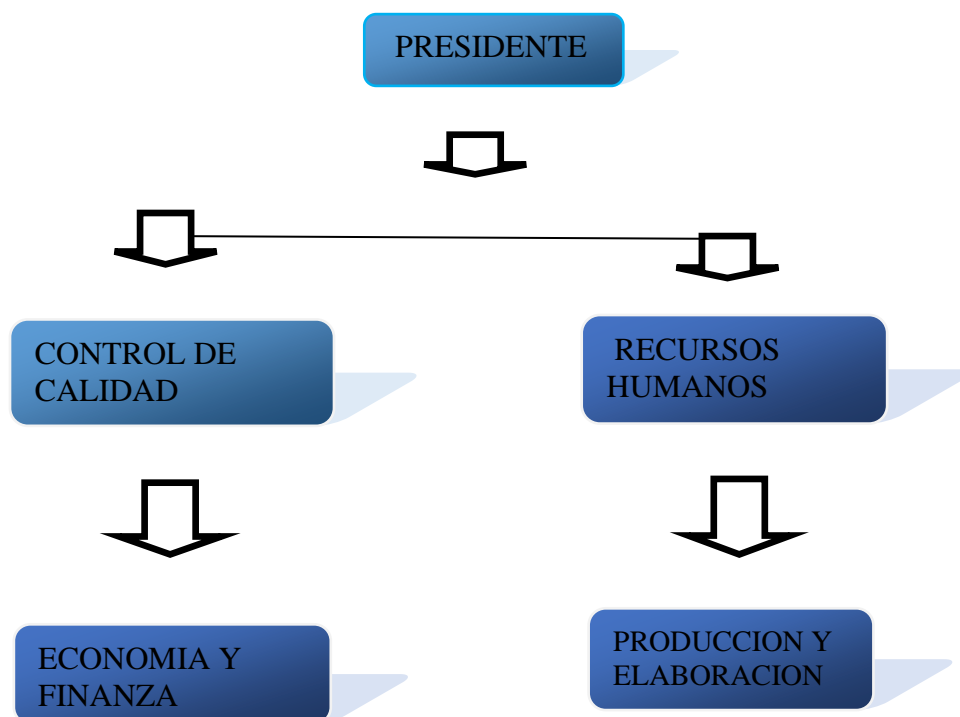 PRESIDENTE
CONTROL DE
CALIDAD
RECURSOS
HUMANOS
ECONOMIA Y
FINANZA
PRODUCCION Y
ELABORACION